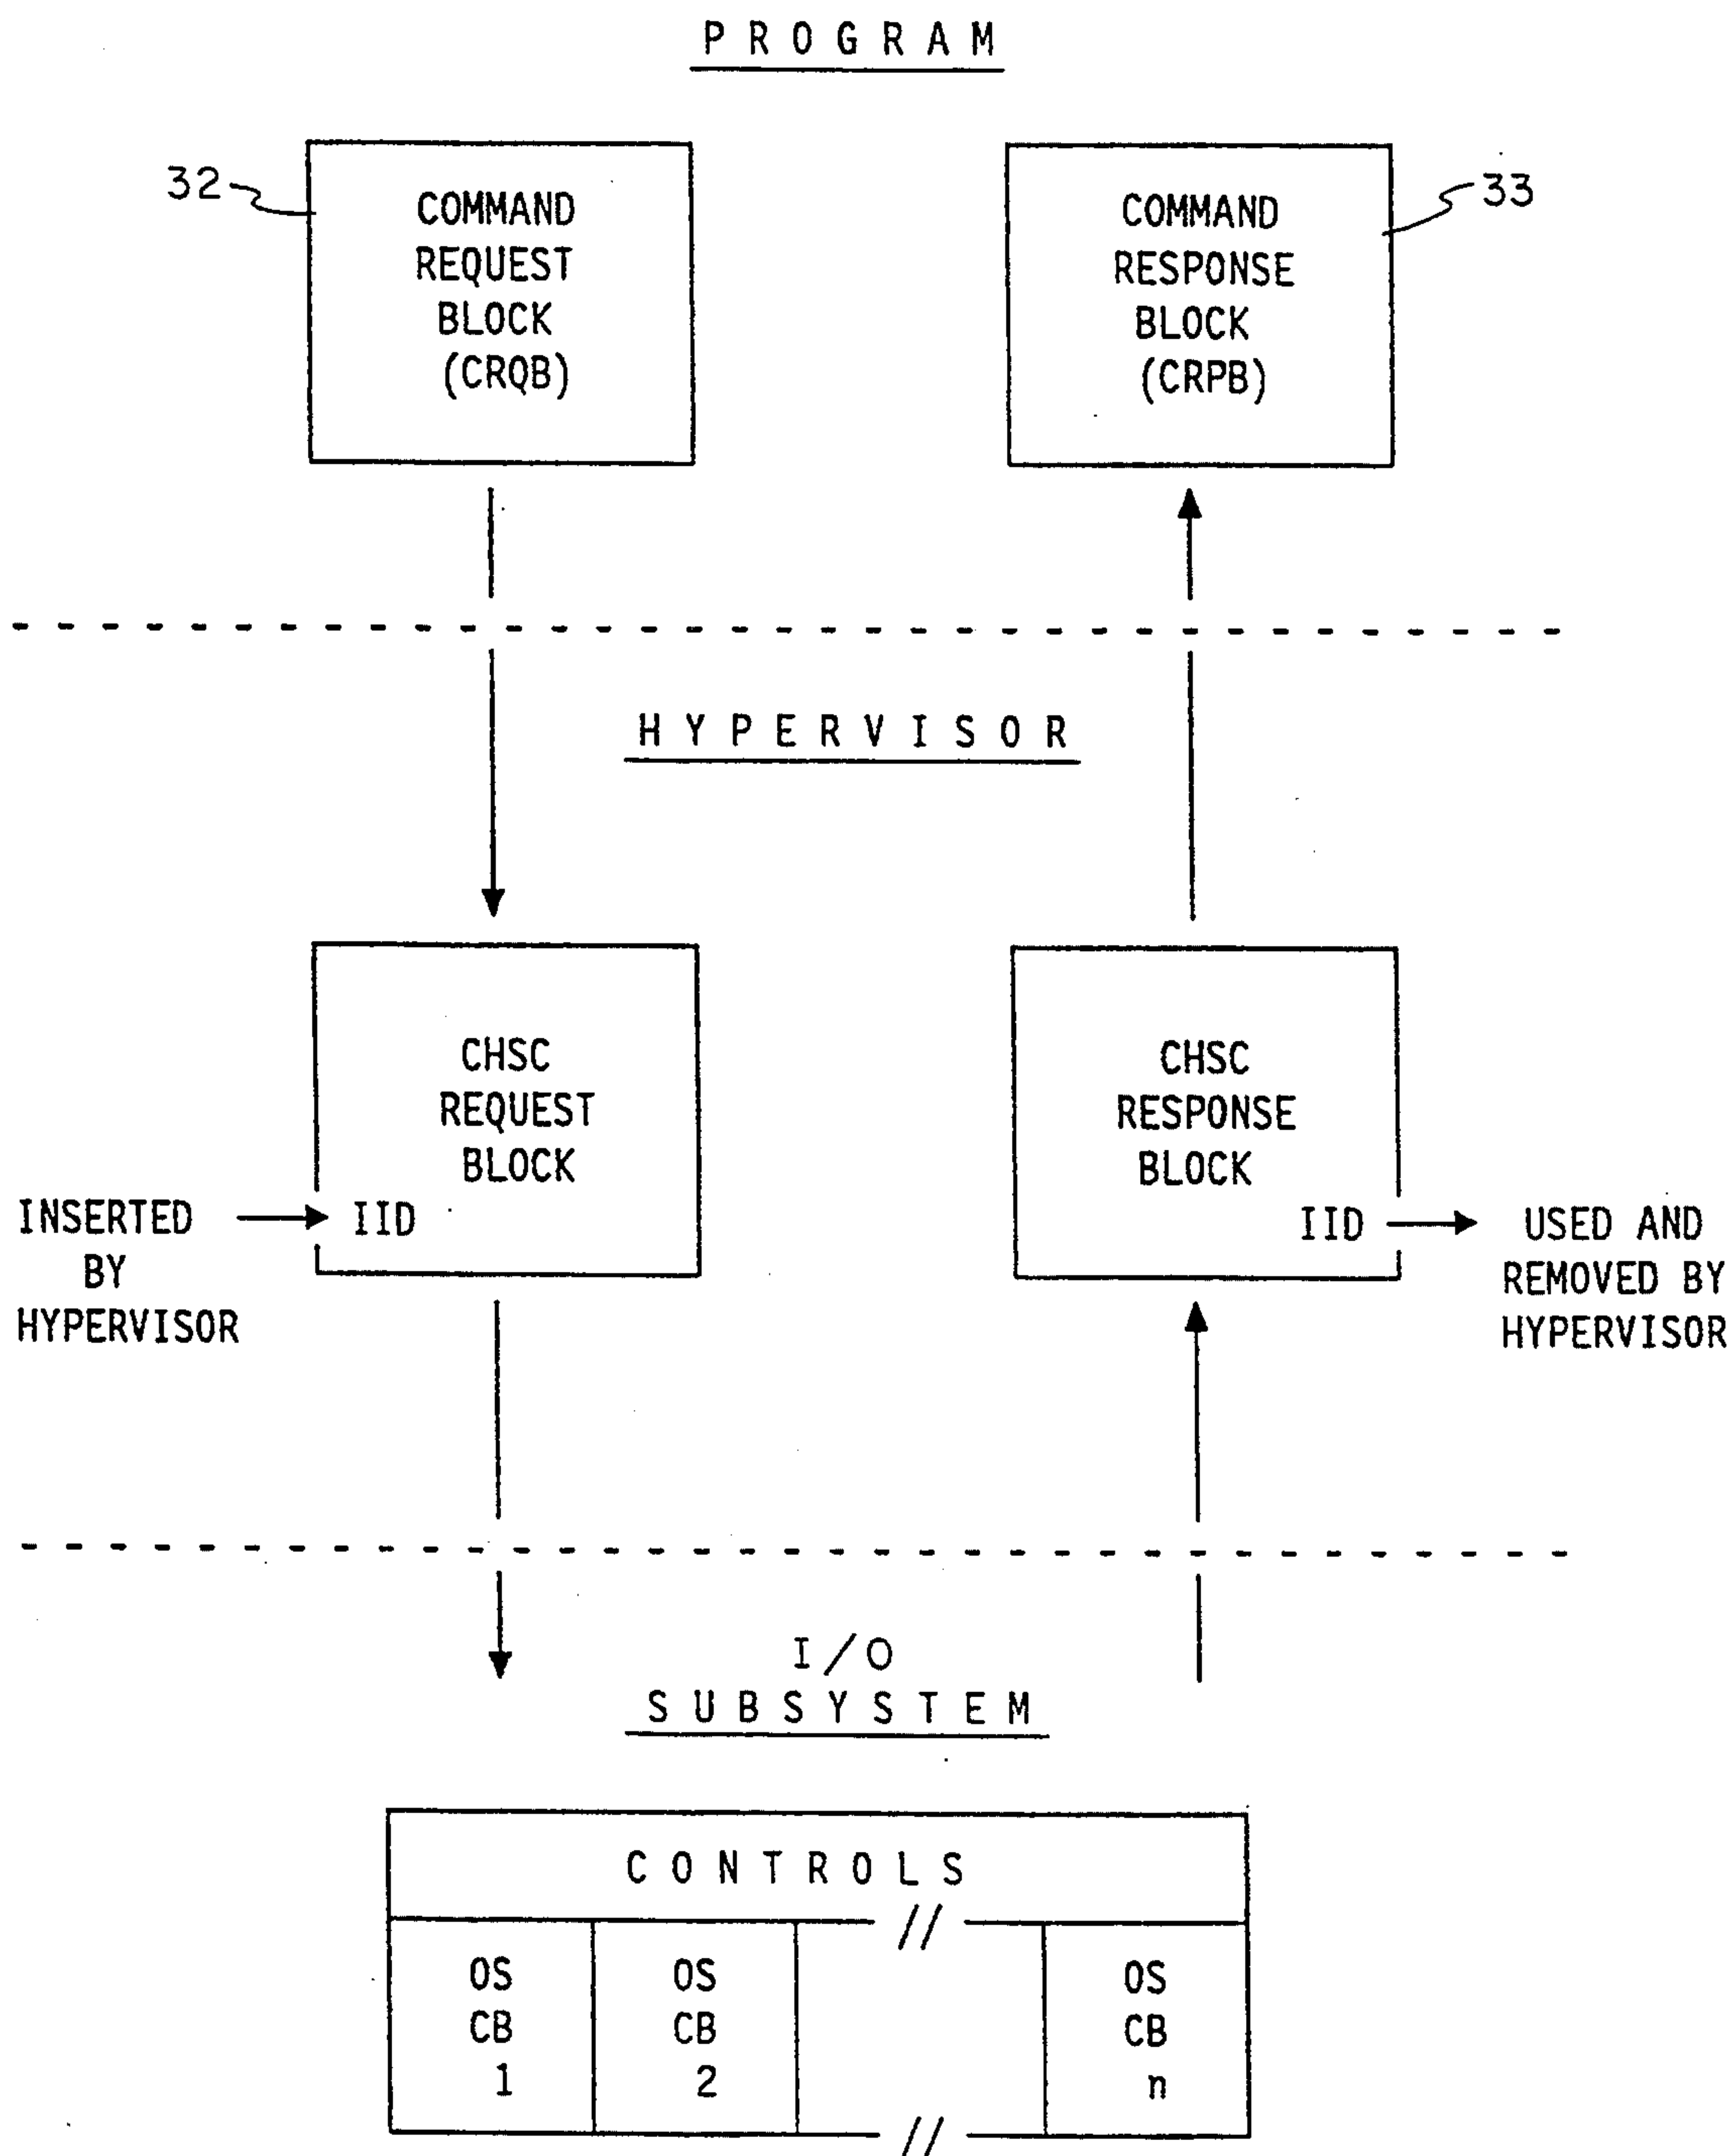 PROGRAM
32
COMMAND
REQUEST
BLOCK
(CRQB)
COMMAND
RESPONSE
BLOCK
(CRPB)
33
HYPERVISOR
CHSC
REQUEST
BLOCK
IID
INSERTED
BY
HYPERVISOR
CHSC
RESPONSE
BLOCK
IID
USED AND
REMOVED BY
HYPERVISOR
I/O
SUBSYSTEM
CONTROLS
OS
CB
1
OS
CB
2
//
OS
CB
n
//